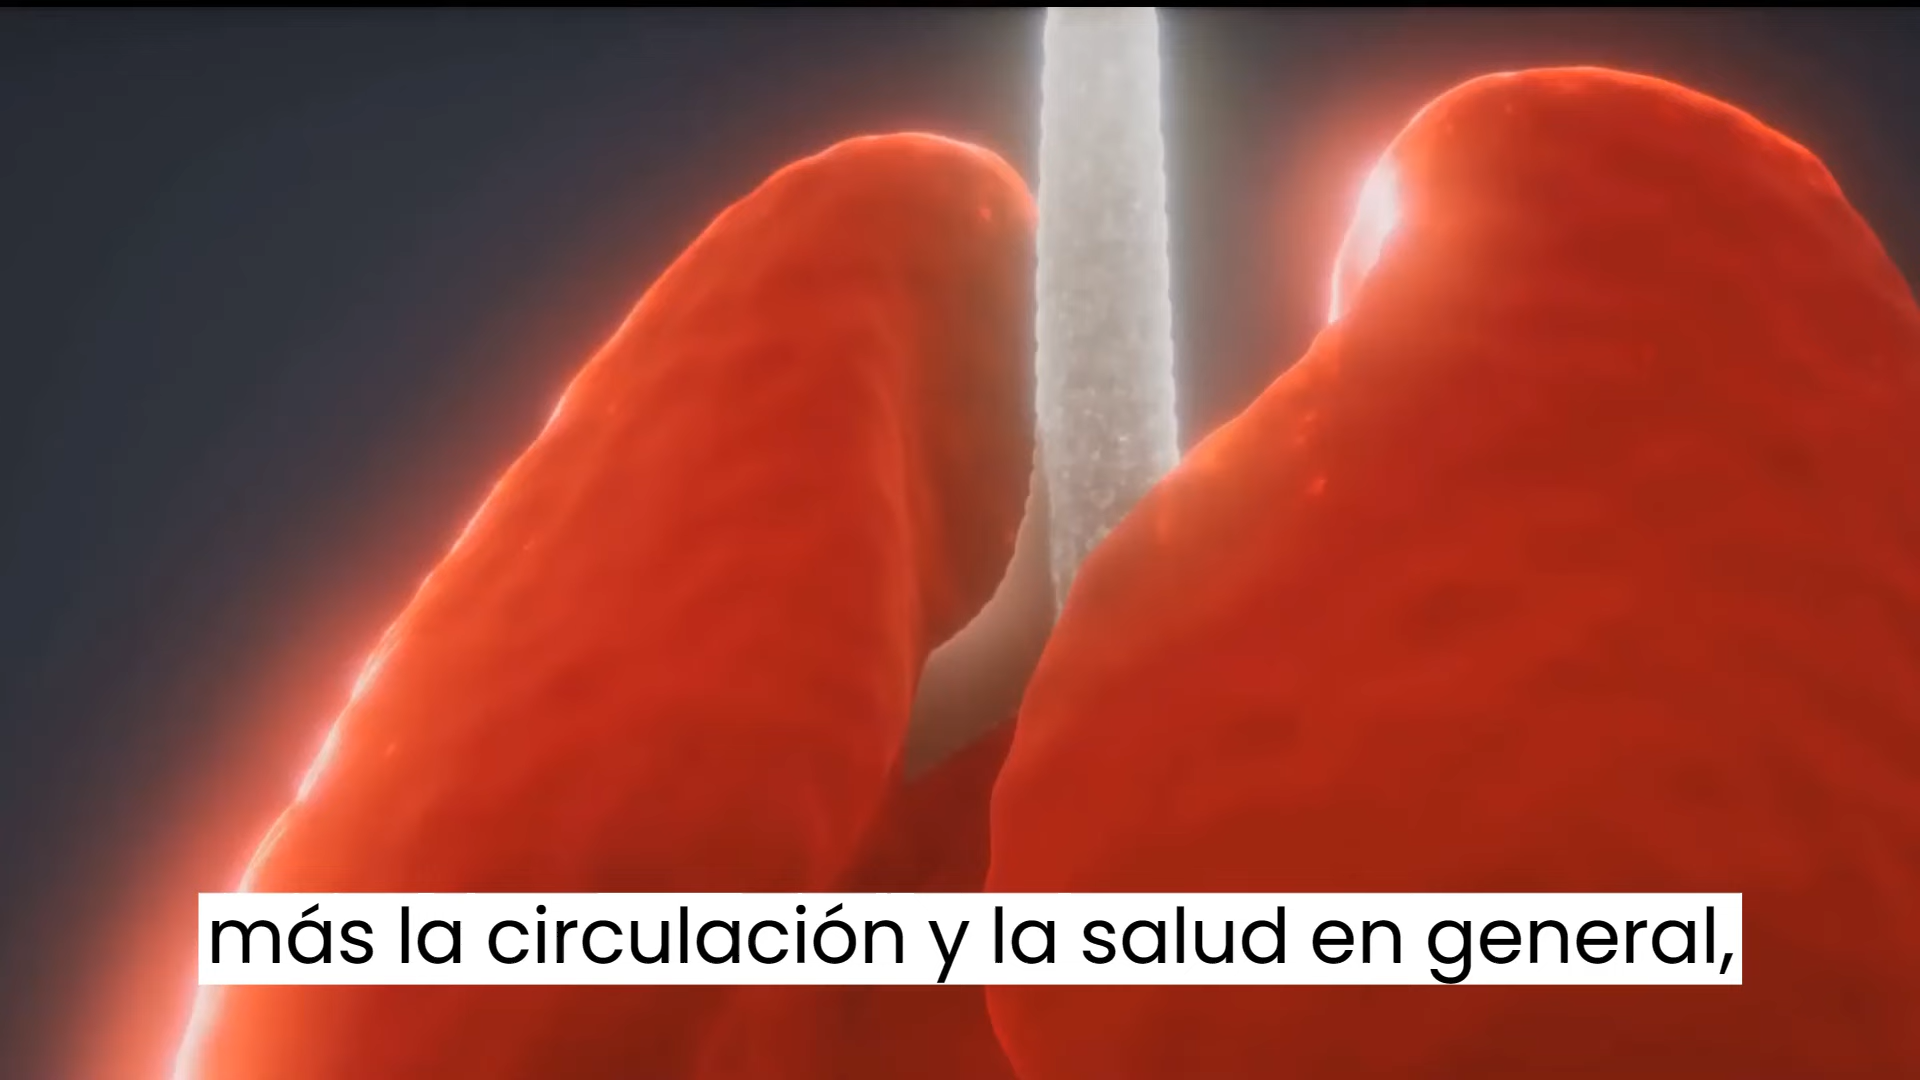 más la circulación y la salud en general,